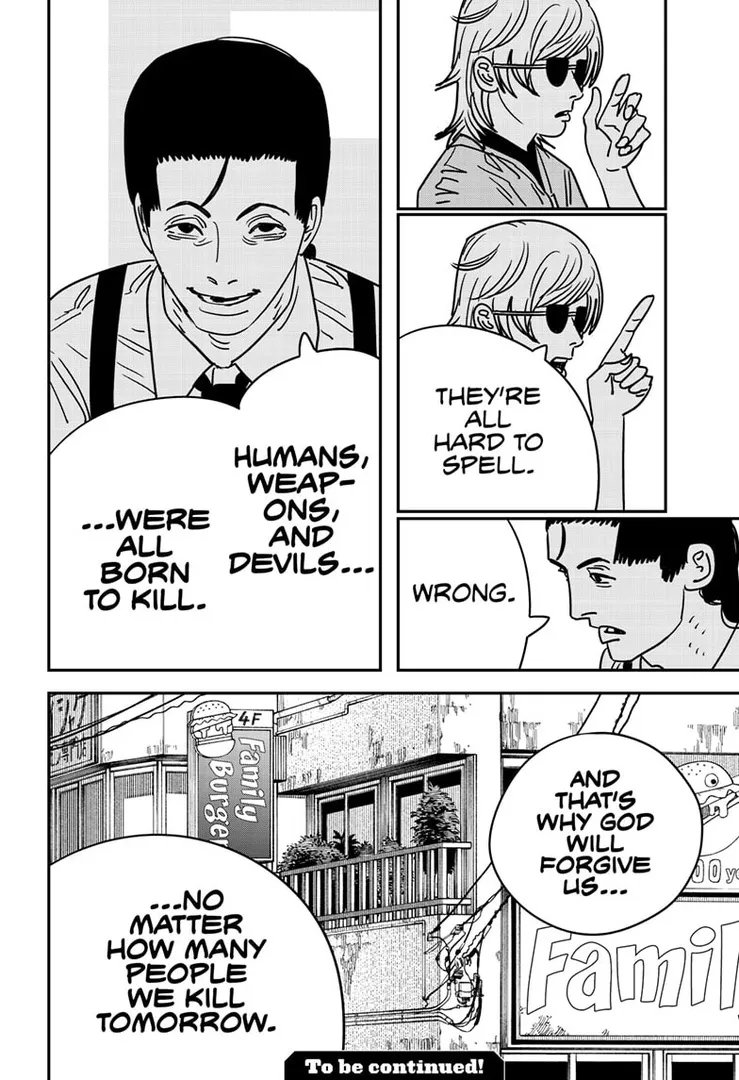 THEY'RE
ALL
HARD TO
SPELL.
WRONG.
HUMANS,
WEAP-
ONS,
AND
DEVILS...
...WERE
ALL
BORN
TO KILL.
4F
Family
Burger
AND
THAT'S
WHY GOD
WILL
FORGIVE
US...
00 y
Famil
...NO
MATTER
HOW MANY
PEOPLE
WE KILL
TOMORROW.
To be continued!